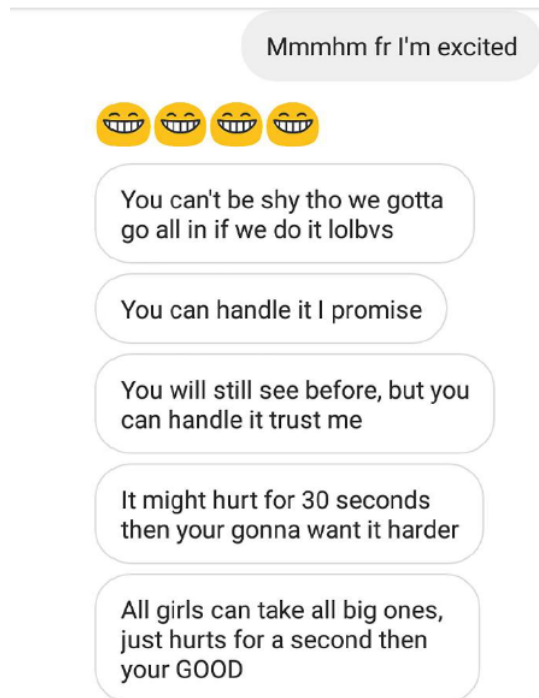 Mmmhm fr I'm excited
😁😁😁😁
You can't be shy tho we gotta
go all in if we do it lolbvs
You can handle it I promise
You will still see before, but you
can handle it trust me
It might hurt for 30 seconds
then your gonna want it harder
All girls can take all big ones,
just hurts for a second then
your GOOD